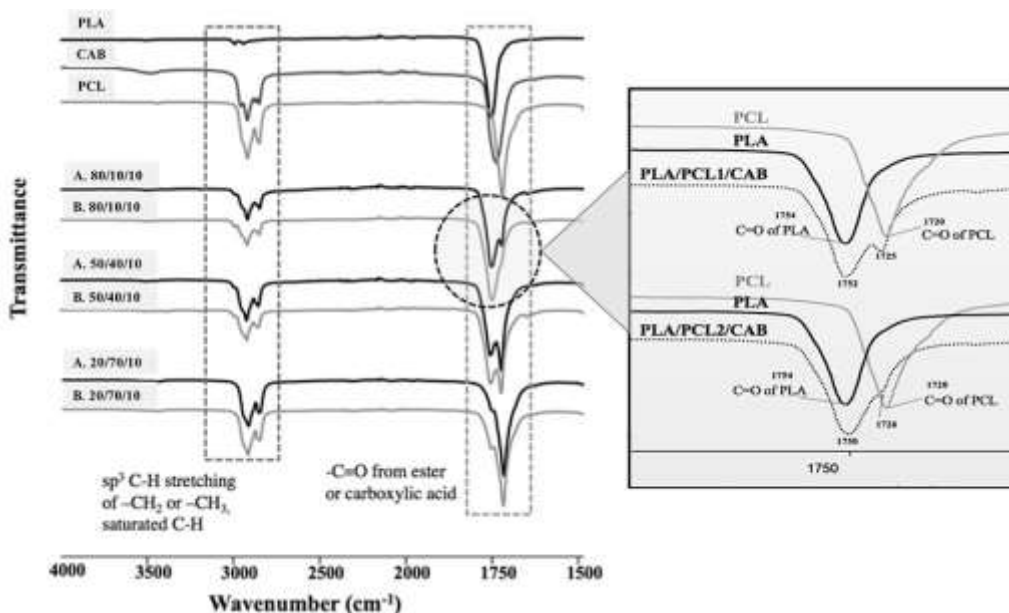 PLA
CAB
PCL
A. 80/10/10
B. 80/10/10
A. 50/40/10
B. 50/40/10
A. 20/70/10
B. 20/70/10
Transmittance
sp³ C-H stretching
of –CH₂ or –CH₃,
saturated C-H
-C=O from ester
or carboxylic acid
4000 3500 3000 2500 2000 1750 1500
Wavenumber (cm⁻¹)
PCL
PLA
PLA/PCL1/CAB
1754
C=O of PLA
1720
C=O of PCL
1725
1752
PCL
PLA
PLA/PCL2/CAB
1754
C=O of PLA
1720
C=O of PCL
1750
1750